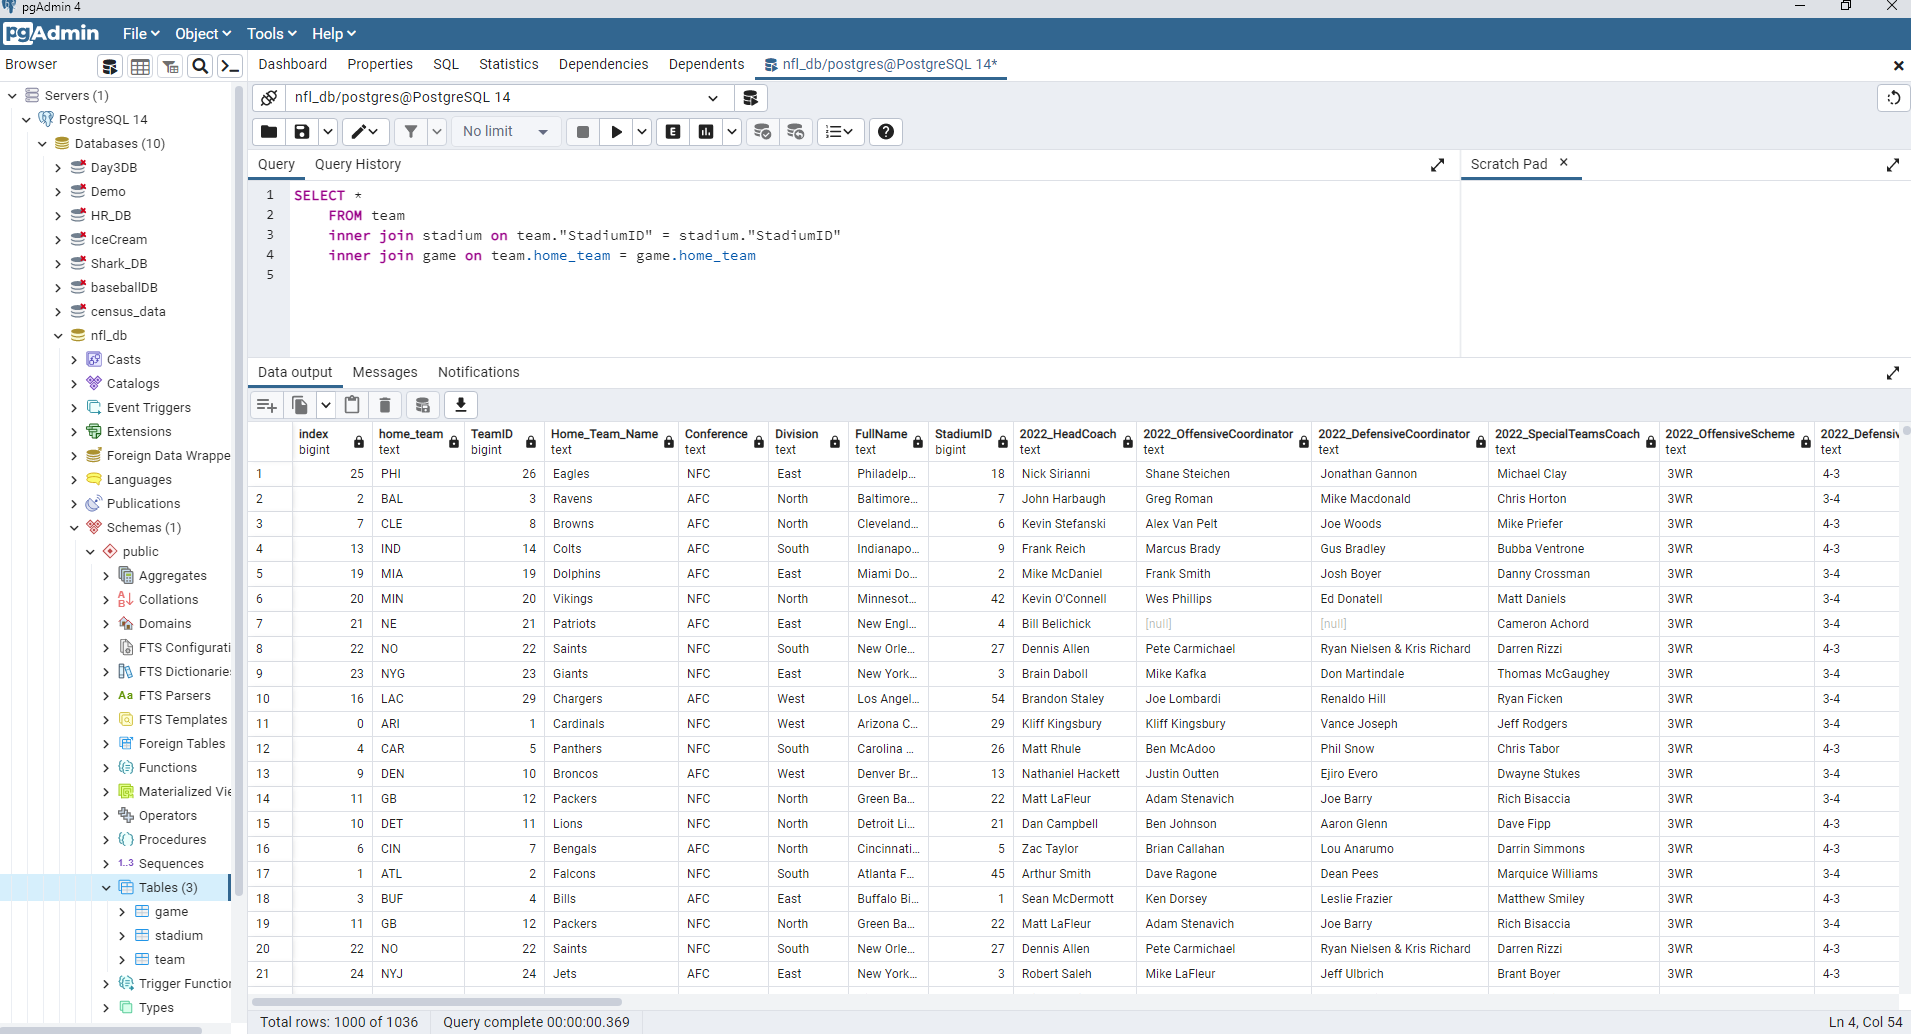 pgAdmin 4
pgAdmin File Object Tools Help
Browser
Dashboard Properties SQL Statistics Dependencies Dependents nfl_db/postgres@PostgreSQL 14*
nfl_db/postgres@PostgreSQL 14
No limit
Query Query History
Scratch Pad
1 SELECT *
2 FROM team
3 inner join stadium on team."StadiumID" = stadium."StadiumID"
4 inner join game on team.home_team = game.home_team
5
Servers (1)
PostgreSQL 14
Databases (10)
Day3DB
Demo
HR_DB
IceCream
Shark_DB
baseballDB
census_data
nfl_db
Casts
Catalogs
Event Triggers
Extensions
Foreign Data Wrappe
Languages
Publications
Schemas (1)
public
Aggregates
Collations
Domains
FTS Configurati
FTS Dictionarie
FTS Parsers
FTS Templates
Foreign Tables
Functions
Materialized Vie
Operators
Procedures
Sequences
Tables (3)
game
stadium
team
Trigger Function
Types
Data output Messages Notifications
index home_team TeamID Home_Team_Name Conference Division FullName StadiumID 2022_HeadCoach 2022_OffensiveCoordinator 2022_DefensiveCoordinator 2022_SpecialTeamsCoach 2022_OffensiveScheme 2022_Defensiv
bigint text bigint text text text text bigint text text text text text text
1 25 PHI 26 Eagles NFC East Philadelp... 18 Nick Sirianni Shane Steichen Jonathan Gannon Michael Clay 3WR 4-3
2 2 BAL 3 Ravens AFC North Baltimore... 7 John Harbaugh Greg Roman Mike Macdonald Chris Horton 3WR 3-4
3 7 CLE 8 Browns AFC North Cleveland... 6 Kevin Stefanski Alex Van Pelt Joe Woods Mike Priefer 3WR 4-3
4 13 IND 14 Colts AFC South Indianapo... 9 Frank Reich Marcus Brady Gus Bradley Bubba Ventrone 3WR 4-3
5 19 MIA 19 Dolphins AFC East Miami Do... 2 Mike McDaniel Frank Smith Josh Boyer Danny Crossman 3WR 3-4
6 20 MIN 20 Vikings NFC North Minnesot... 42 Kevin O'Connell Wes Phillips Ed Donatell Matt Daniels 3WR 3-4
7 21 NE 21 Patriots AFC East New Engl... 4 Bill Belichick [null] [null] Cameron Achord 3WR 3-4
8 22 NO 22 Saints NFC South New Orle... 27 Dennis Allen Pete Carmichael Ryan Nielsen & Kris Richard Darren Rizzi 3WR 4-3
9 23 NYG 23 Giants NFC East New York... 3 Brain Daboll Mike Kafka Don Martindale Thomas McGaughey 3WR 3-4
10 16 LAC 29 Chargers AFC West Los Angel... 54 Brandon Staley Joe Lombardi Renaldo Hill Ryan Ficken 3WR 3-4
11 0 ARI 1 Cardinals NFC West Arizona C... 29 Kliff Kingsbury Kliff Kingsbury Vance Joseph Jeff Rodgers 3WR 3-4
12 4 CAR 5 Panthers NFC South Carolina ... 26 Matt Rhule Ben McAdoo Phil Snow Chris Tabor 3WR 4-3
13 9 DEN 10 Broncos AFC West Denver Br... 13 Nathaniel Hackett Justin Outten Ejiro Evero Dwayne Stukes 3WR 3-4
14 11 GB 12 Packers NFC North Green Ba... 22 Matt LaFleur Adam Stenavich Joe Barry Rich Bisaccia 3WR 3-4
15 10 DET 11 Lions NFC North Detroit Li... 21 Dan Campbell Ben Johnson Aaron Glenn Dave Fipp 3WR 4-3
16 6 CIN 7 Bengals AFC North Cincinnati... 5 Zac Taylor Brian Callahan Lou Anarumo Darrin Simmons 3WR 4-3
17 1 ATL 2 Falcons NFC South Atlanta F... 45 Arthur Smith Dave Ragone Dean Pees Marquice Williams 3WR 3-4
18 3 BUF 4 Bills AFC East Buffalo Bi... 1 Sean McDermott Ken Dorsey Leslie Frazier Matthew Smiley 3WR 4-3
19 11 GB 12 Packers NFC North Green Ba... 22 Matt LaFleur Adam Stenavich Joe Barry Rich Bisaccia 3WR 3-4
20 22 NO 22 Saints NFC South New Orle... 27 Dennis Allen Pete Carmichael Ryan Nielsen & Kris Richard Darren Rizzi 3WR 4-3
21 24 NYJ 24 Jets AFC East New York... 3 Robert Saleh Mike LaFleur Jeff Ulbrich Brant Boyer 3WR 4-3
Total rows: 1000 of 1036 Query complete 00:00:00.369 Ln 4, Col 54